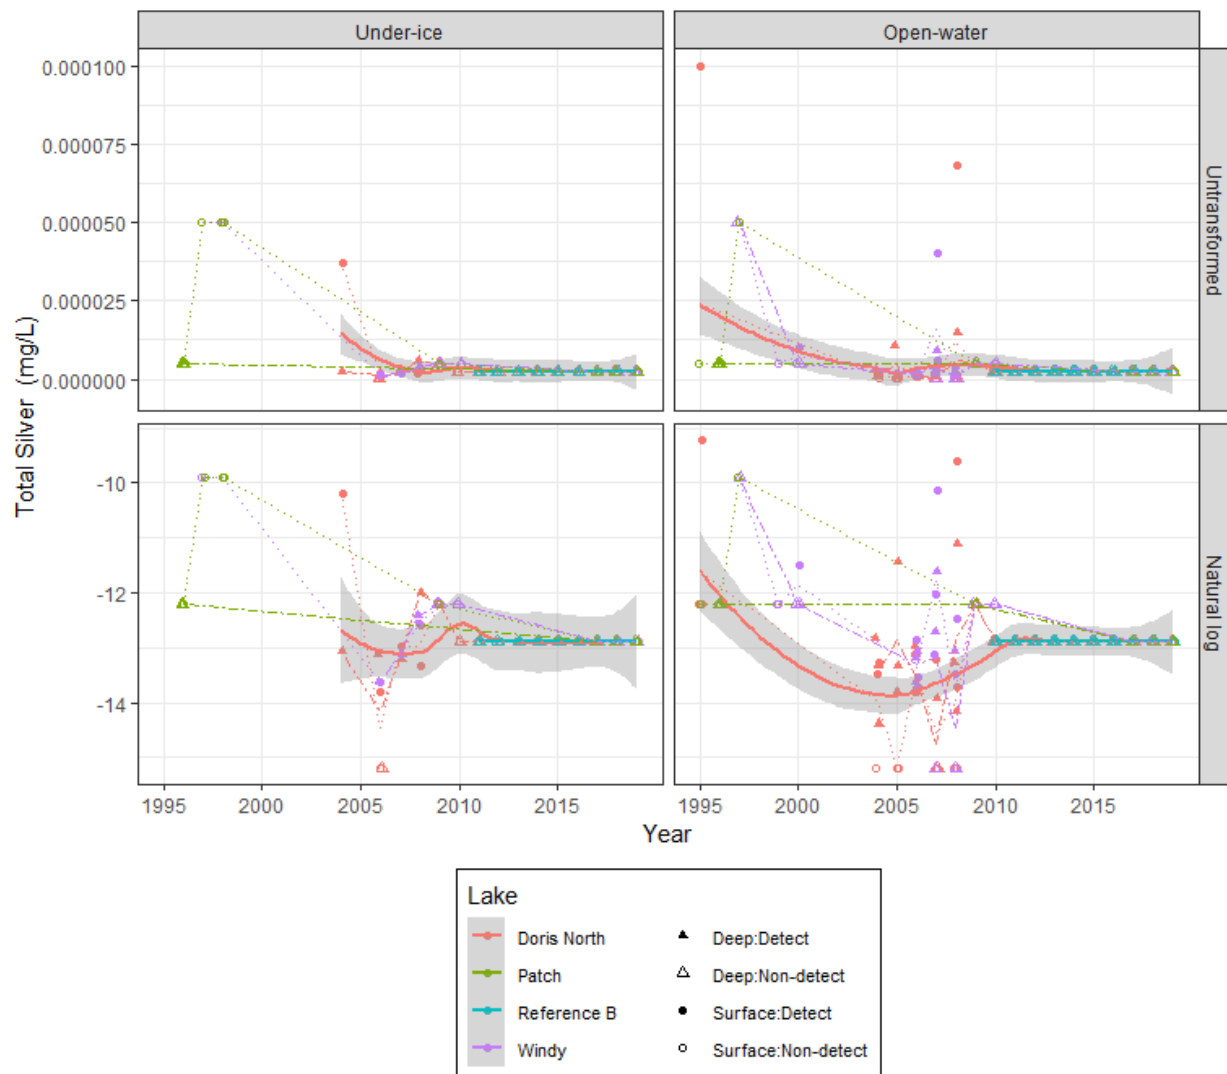 Under-ice
Open-water
0.000100
0.000075
0.000050
0.000025
0.000000
Untransformed
Total Silver (mg/L)
-10
-12
-14
Natural log
1995 2000 2005 2010 2015
1995 2000 2005 2010 2015
Year
Lake
Doris North
Deep:Detect
Patch
Deep:Non-detect
Reference B
Surface:Detect
Windy
Surface:Non-detect